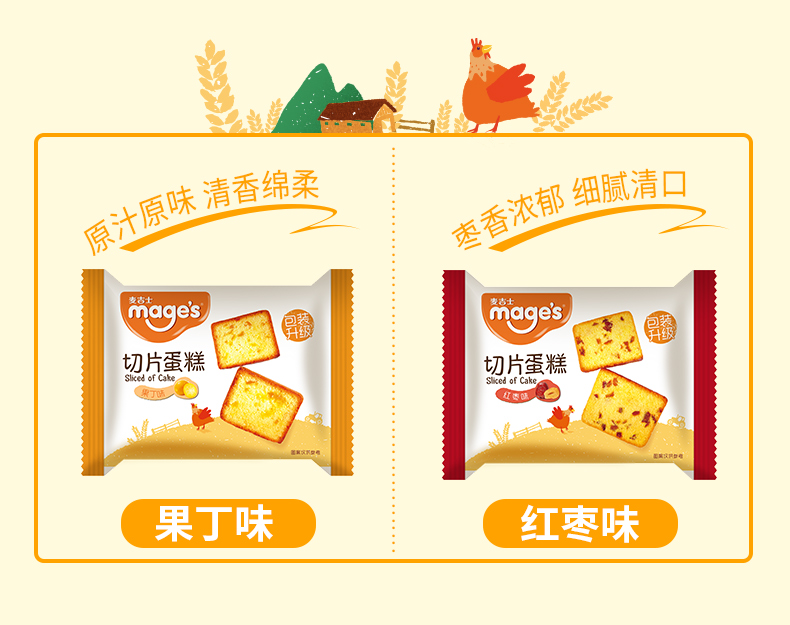 原汁原味 清香绵柔
枣香浓郁 细腻清口
麦吉士
mage's
包装
升级
切片蛋糕
Sliced of Cake
果丁味
图案仅供参考
麦吉士
mage's
包装
升级
切片蛋糕
Sliced of Cake
红枣味
图案仅供参考
果丁味
红枣味